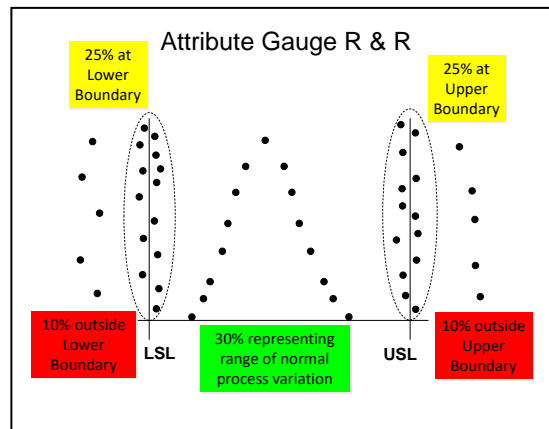 Attribute Gauge R & R
25% at
Lower
Boundary
25% at
Upper
Boundary
10% outside
Lower
Boundary
LSL
30% representing
range of normal
process variation
USL
10% outside
Upper
Boundary